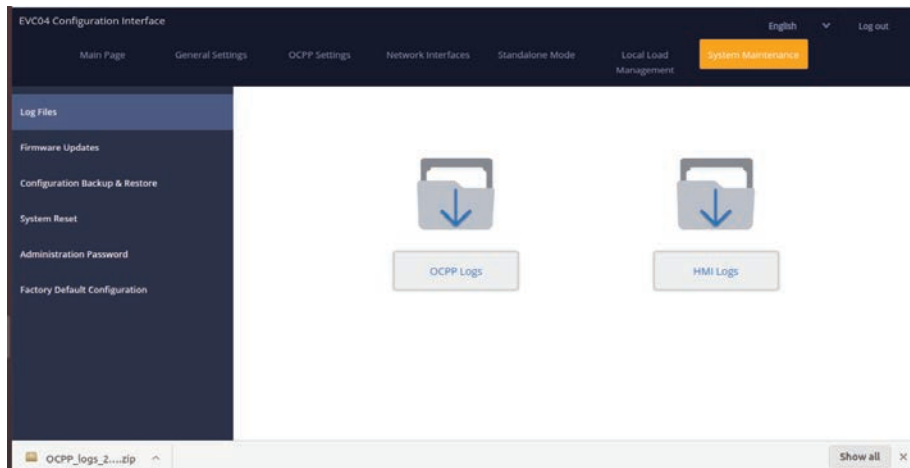 EVC04 Configuration Interface
English
Log out
Main Page
General Settings
OCPP Settings
Network Interfaces
Standalone Mode
Local Load
Management
System Maintenance
Log Files
Firmware Updates
Configuration Backup & Restore
System Reset
Administration Password
Factory Default Configuration
OCPP Logs
HMI Logs
OCPP_logs_2....zip
Show all